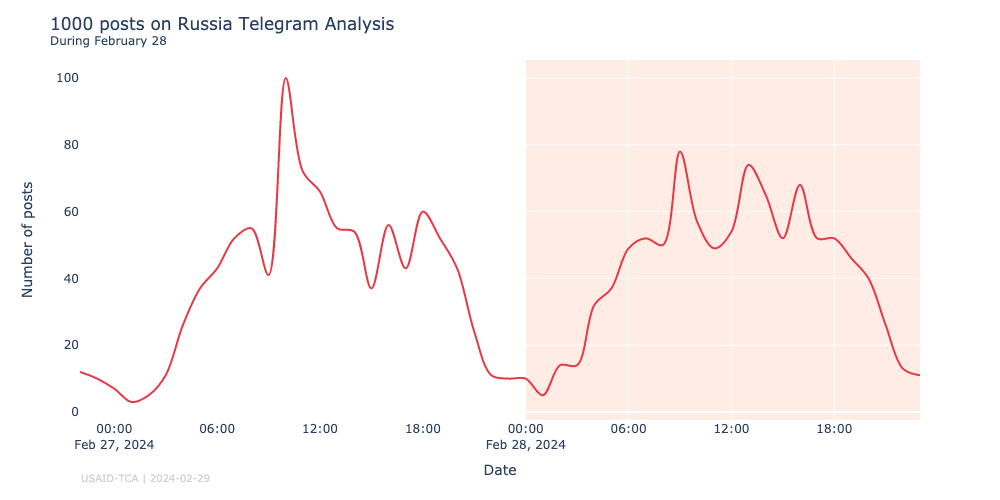 1000 posts on Russia Telegram Analysis
During February 28
Number of posts
100
80
60
40
20
0
00:00 06:00 12:00 18:00 00:00 06:00 12:00 18:00
Feb 27, 2024 Feb 28, 2024
Date
USAID-TCA | 2024-02-29